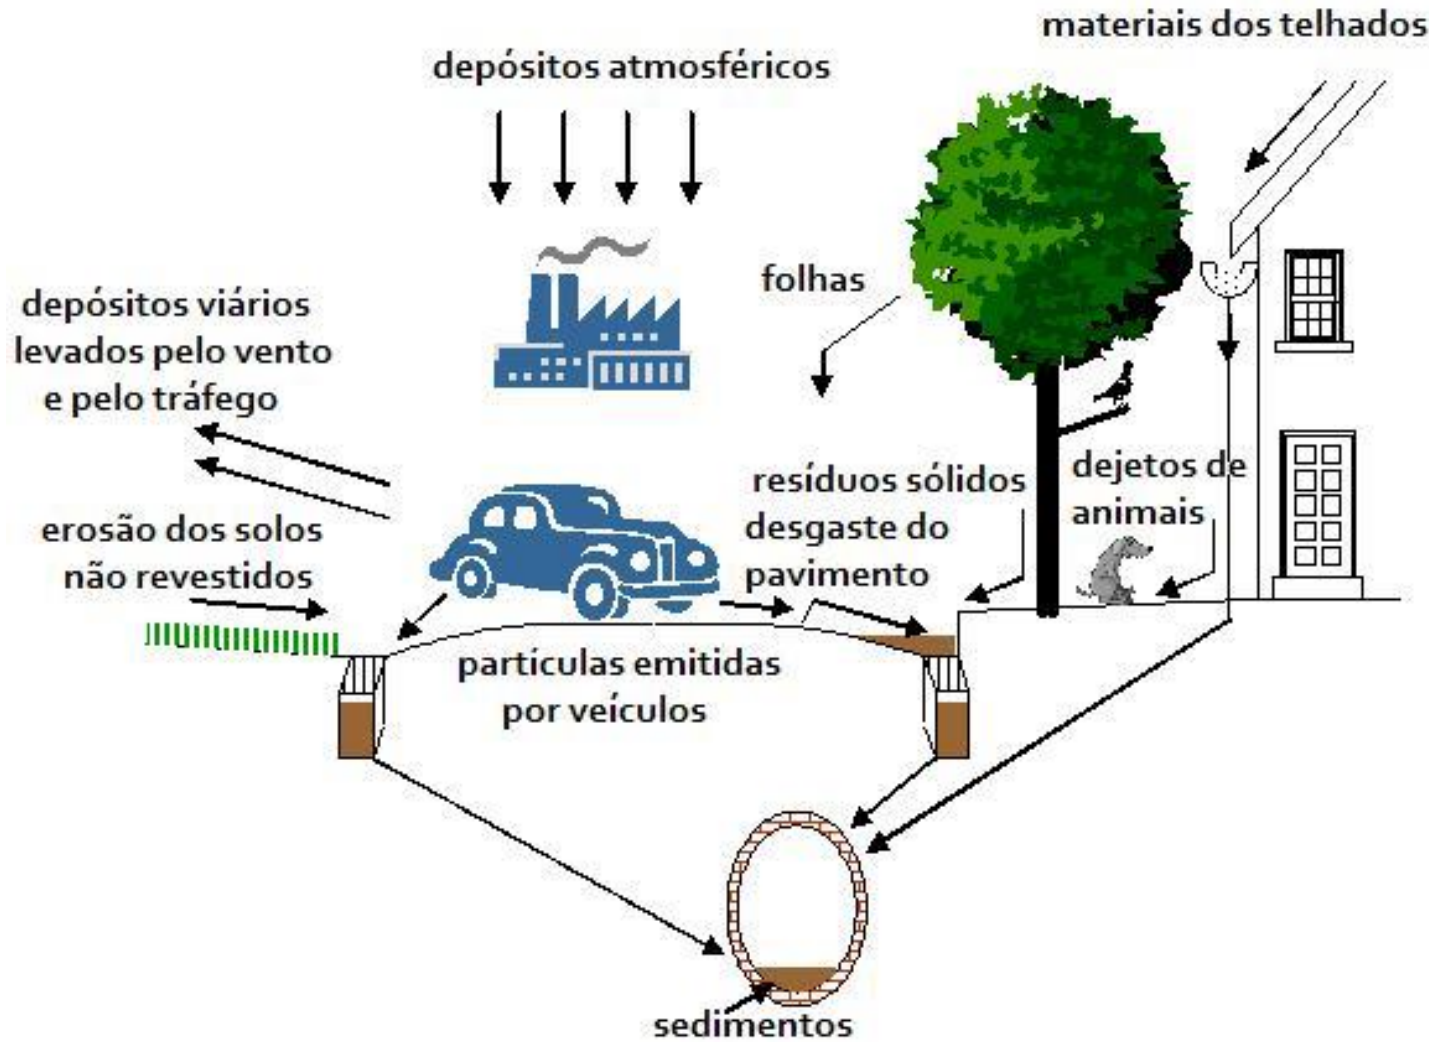 materiais dos telhados
depósitos atmosféricos
folhas
depósitos viários
levados pelo vento
e pelo tráfego
resíduos sólidos
desgaste do
pavimento
dejetos de
animais
erosão dos solos
não revestidos
partículas emitidas
por veículos
sedimentos